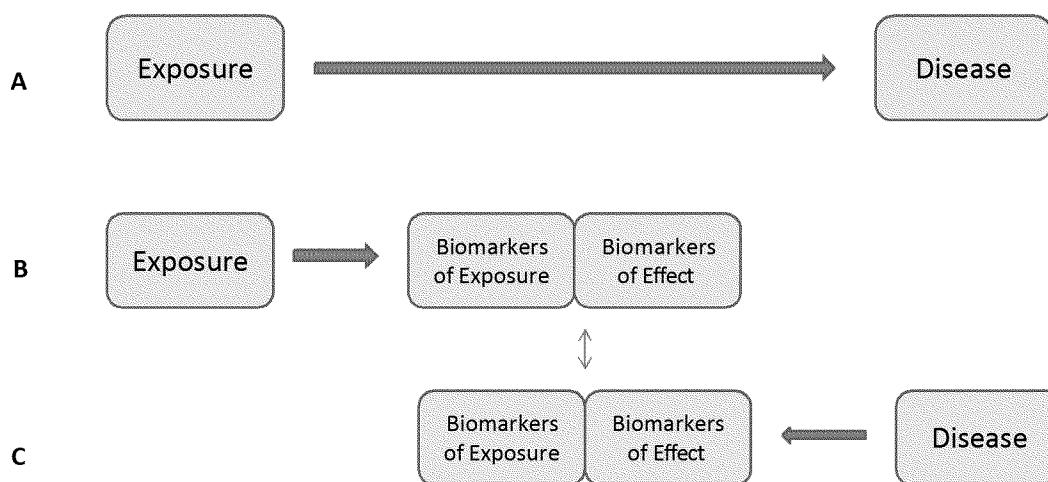 A
Exposure
Disease
B
Exposure
Biomarkers
of Exposure
Biomarkers
of Effect
C
Biomarkers
of Exposure
Biomarkers
of Effect
Disease